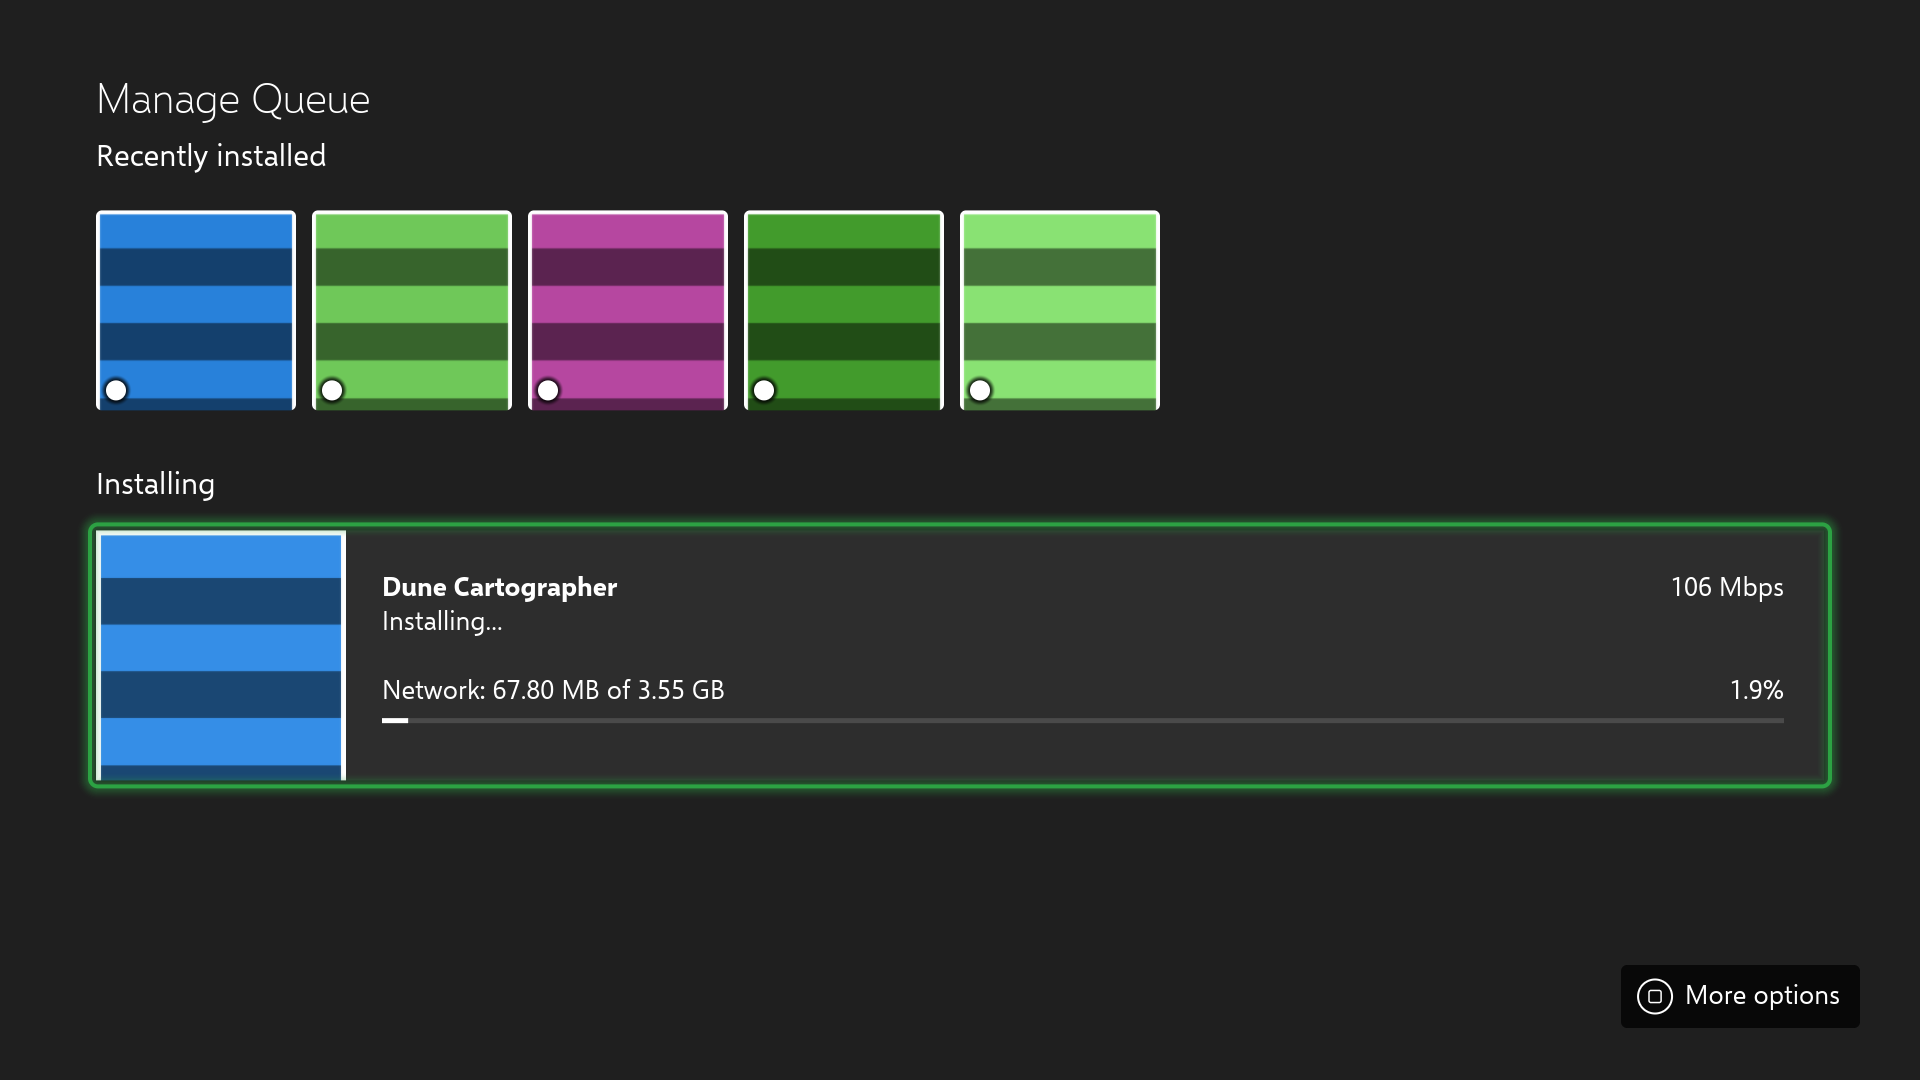 Manage Queue
Recently installed
Installing
Dune Cartographer
106 Mbps
Installing...
Network: 67.80 MB of 3.55 GB
1.9%
More options